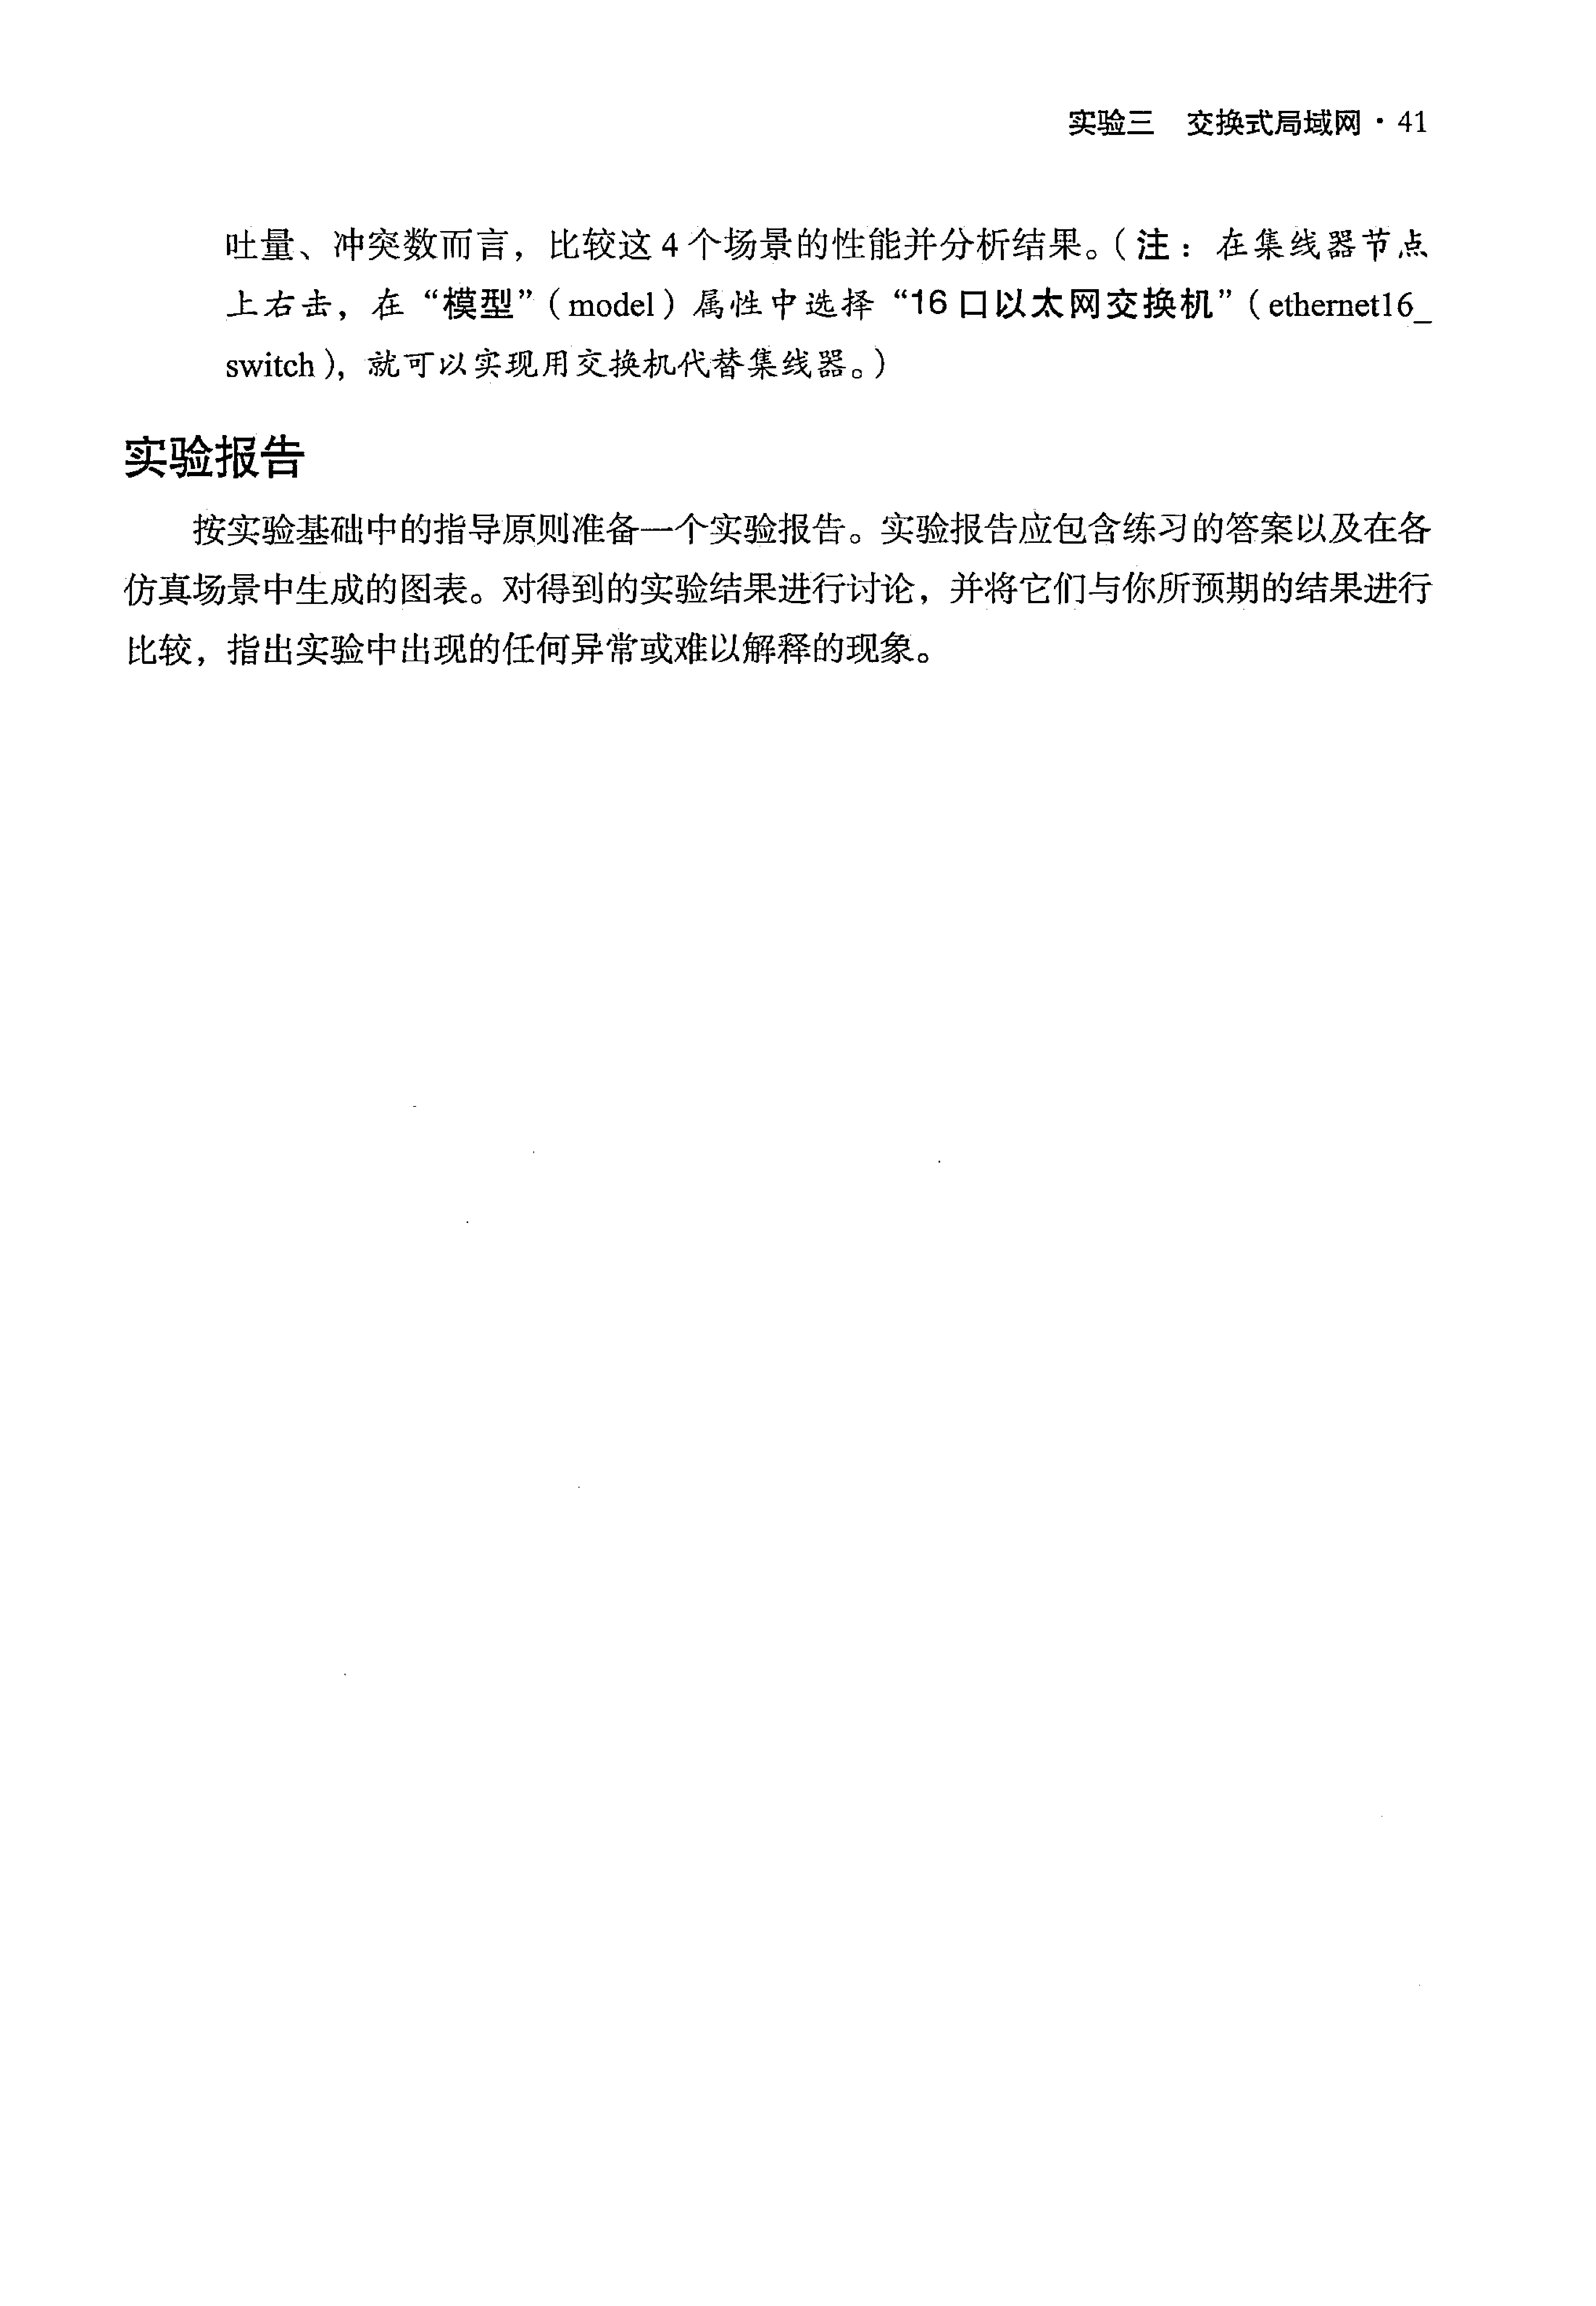 实验三 交换式局域网·41
吐量、冲突数而言，比较这 4 个场景的性能并分析结果。（注：在集线器节点
上右击，在“模型”（model）属性中选择“16 口以太网交换机”（ethernet16_
switch），就可以实现用交换机代替集线器。）
实验报告
按实验基础中的指导原则准备一个实验报告。实验报告应包含练习的答案以及在各
仿真场景中生成的图表。对得到的实验结果进行讨论，并将它们与你所预期的结果进行
比较，指出实验中出现的任何异常或难以解释的现象。